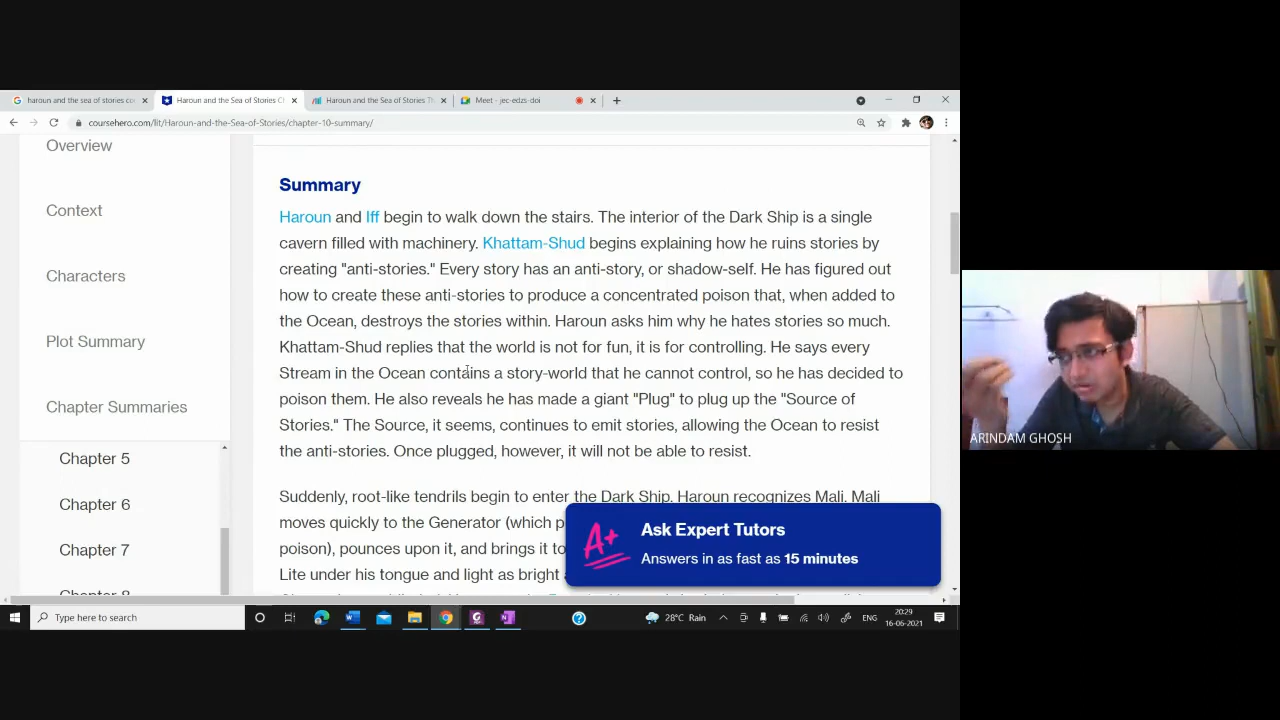 haroun and the sea of stories co
Haroun and the Sea of Stories Ch
Haroun and the Sea of Stories Th
Meet - jec-edzs-doi
coursehero.com/lit/Haroun-and-the-Sea-of-Stories/chapter-10-summary/
Overview
Context
Characters
Plot Summary
Chapter Summaries
Chapter 5
Chapter 6
Chapter 7
Chapter 8
Summary
Haroun and Iff begin to walk down the stairs. The interior of the Dark Ship is a single
cavern filled with machinery. Khattam-Shud begins explaining how he ruins stories by
creating "anti-stories." Every story has an anti-story, or shadow-self. He has figured out
how to create these anti-stories to produce a concentrated poison that, when added to
the Ocean, destroys the stories within. Haroun asks him why he hates stories so much.
Khattam-Shud replies that the world is not for fun, it is for controlling. He says every
Stream in the Ocean contains a story-world that he cannot control, so he has decided to
poison them. He also reveals he has made a giant "Plug" to plug up the "Source of
Stories." The Source, it seems, continues to emit stories, allowing the Ocean to resist
the anti-stories. Once plugged, however, it will not be able to resist.
Suddenly, root-like tendrils begin to enter the Dark Ship. Haroun recognizes Mali. Mali
moves quickly to the Generator (which p
poison), pounces upon it, and brings it to
Lite under his tongue and light as bright
Ask Expert Tutors
Answers in as fast as 15 minutes
A+
ARINDAM GHOSH
Type here to search
28°C Rain
ENG
20:29
16-06-2021